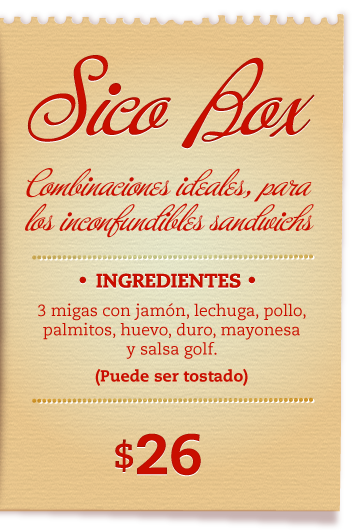 Sico Box
Combinaciones ideales, para
los inconfundibles sandwichs
• INGREDIENTES •
3 migas con jamón, lechuga, pollo,
palmitos, huevo, duro, mayonesa
y salsa golf.
(Puede ser tostado)
$26